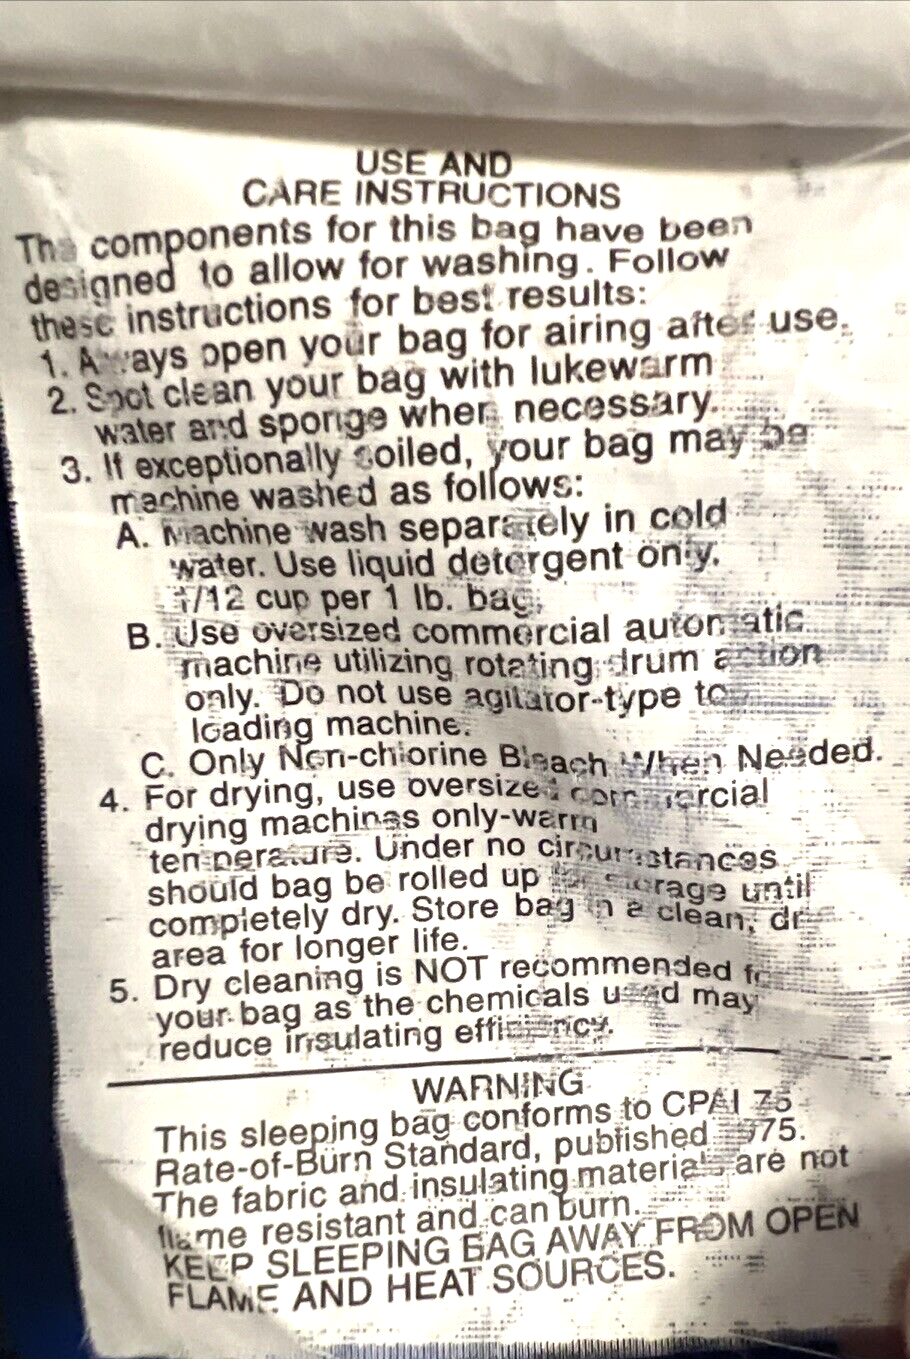 USE AND
CARE INSTRUCTIONS
The components for this bag have been
designed to allow for washing. Follow
these instructions for best results:
1. Always open your bag for airing after use.
2. Spot clean your bag with lukewarm
water and sponge when necessary.
3. If exceptionally soiled, your bag may be
machine washed as follows:
A. Machine wash separately in cold
water. Use liquid detergent only.
1/12 cup per 1 lb. bag.
B. Use oversized commercial automatic
machine utilizing rotating drum action
only. Do not use agitator-type top
loading machine.
C. Only Non-chlorine Bleach When Needed.
4. For drying, use oversized commercial
drying machines only-warm
temperature. Under no circumstances
should bag be rolled up for storage until
completely dry. Store bag in a clean, dry
area for longer life.
5. Dry cleaning is NOT recommended for
your bag as the chemicals used may
reduce insulating efficiency.
WARNING
This sleeping bag conforms to CPAI 75
Rate-of-Burn Standard, published 1975.
The fabric and insulating materials are not
flame resistant and can burn.
KEEP SLEEPING BAG AWAY FROM OPEN
FLAME AND HEAT SOURCES.